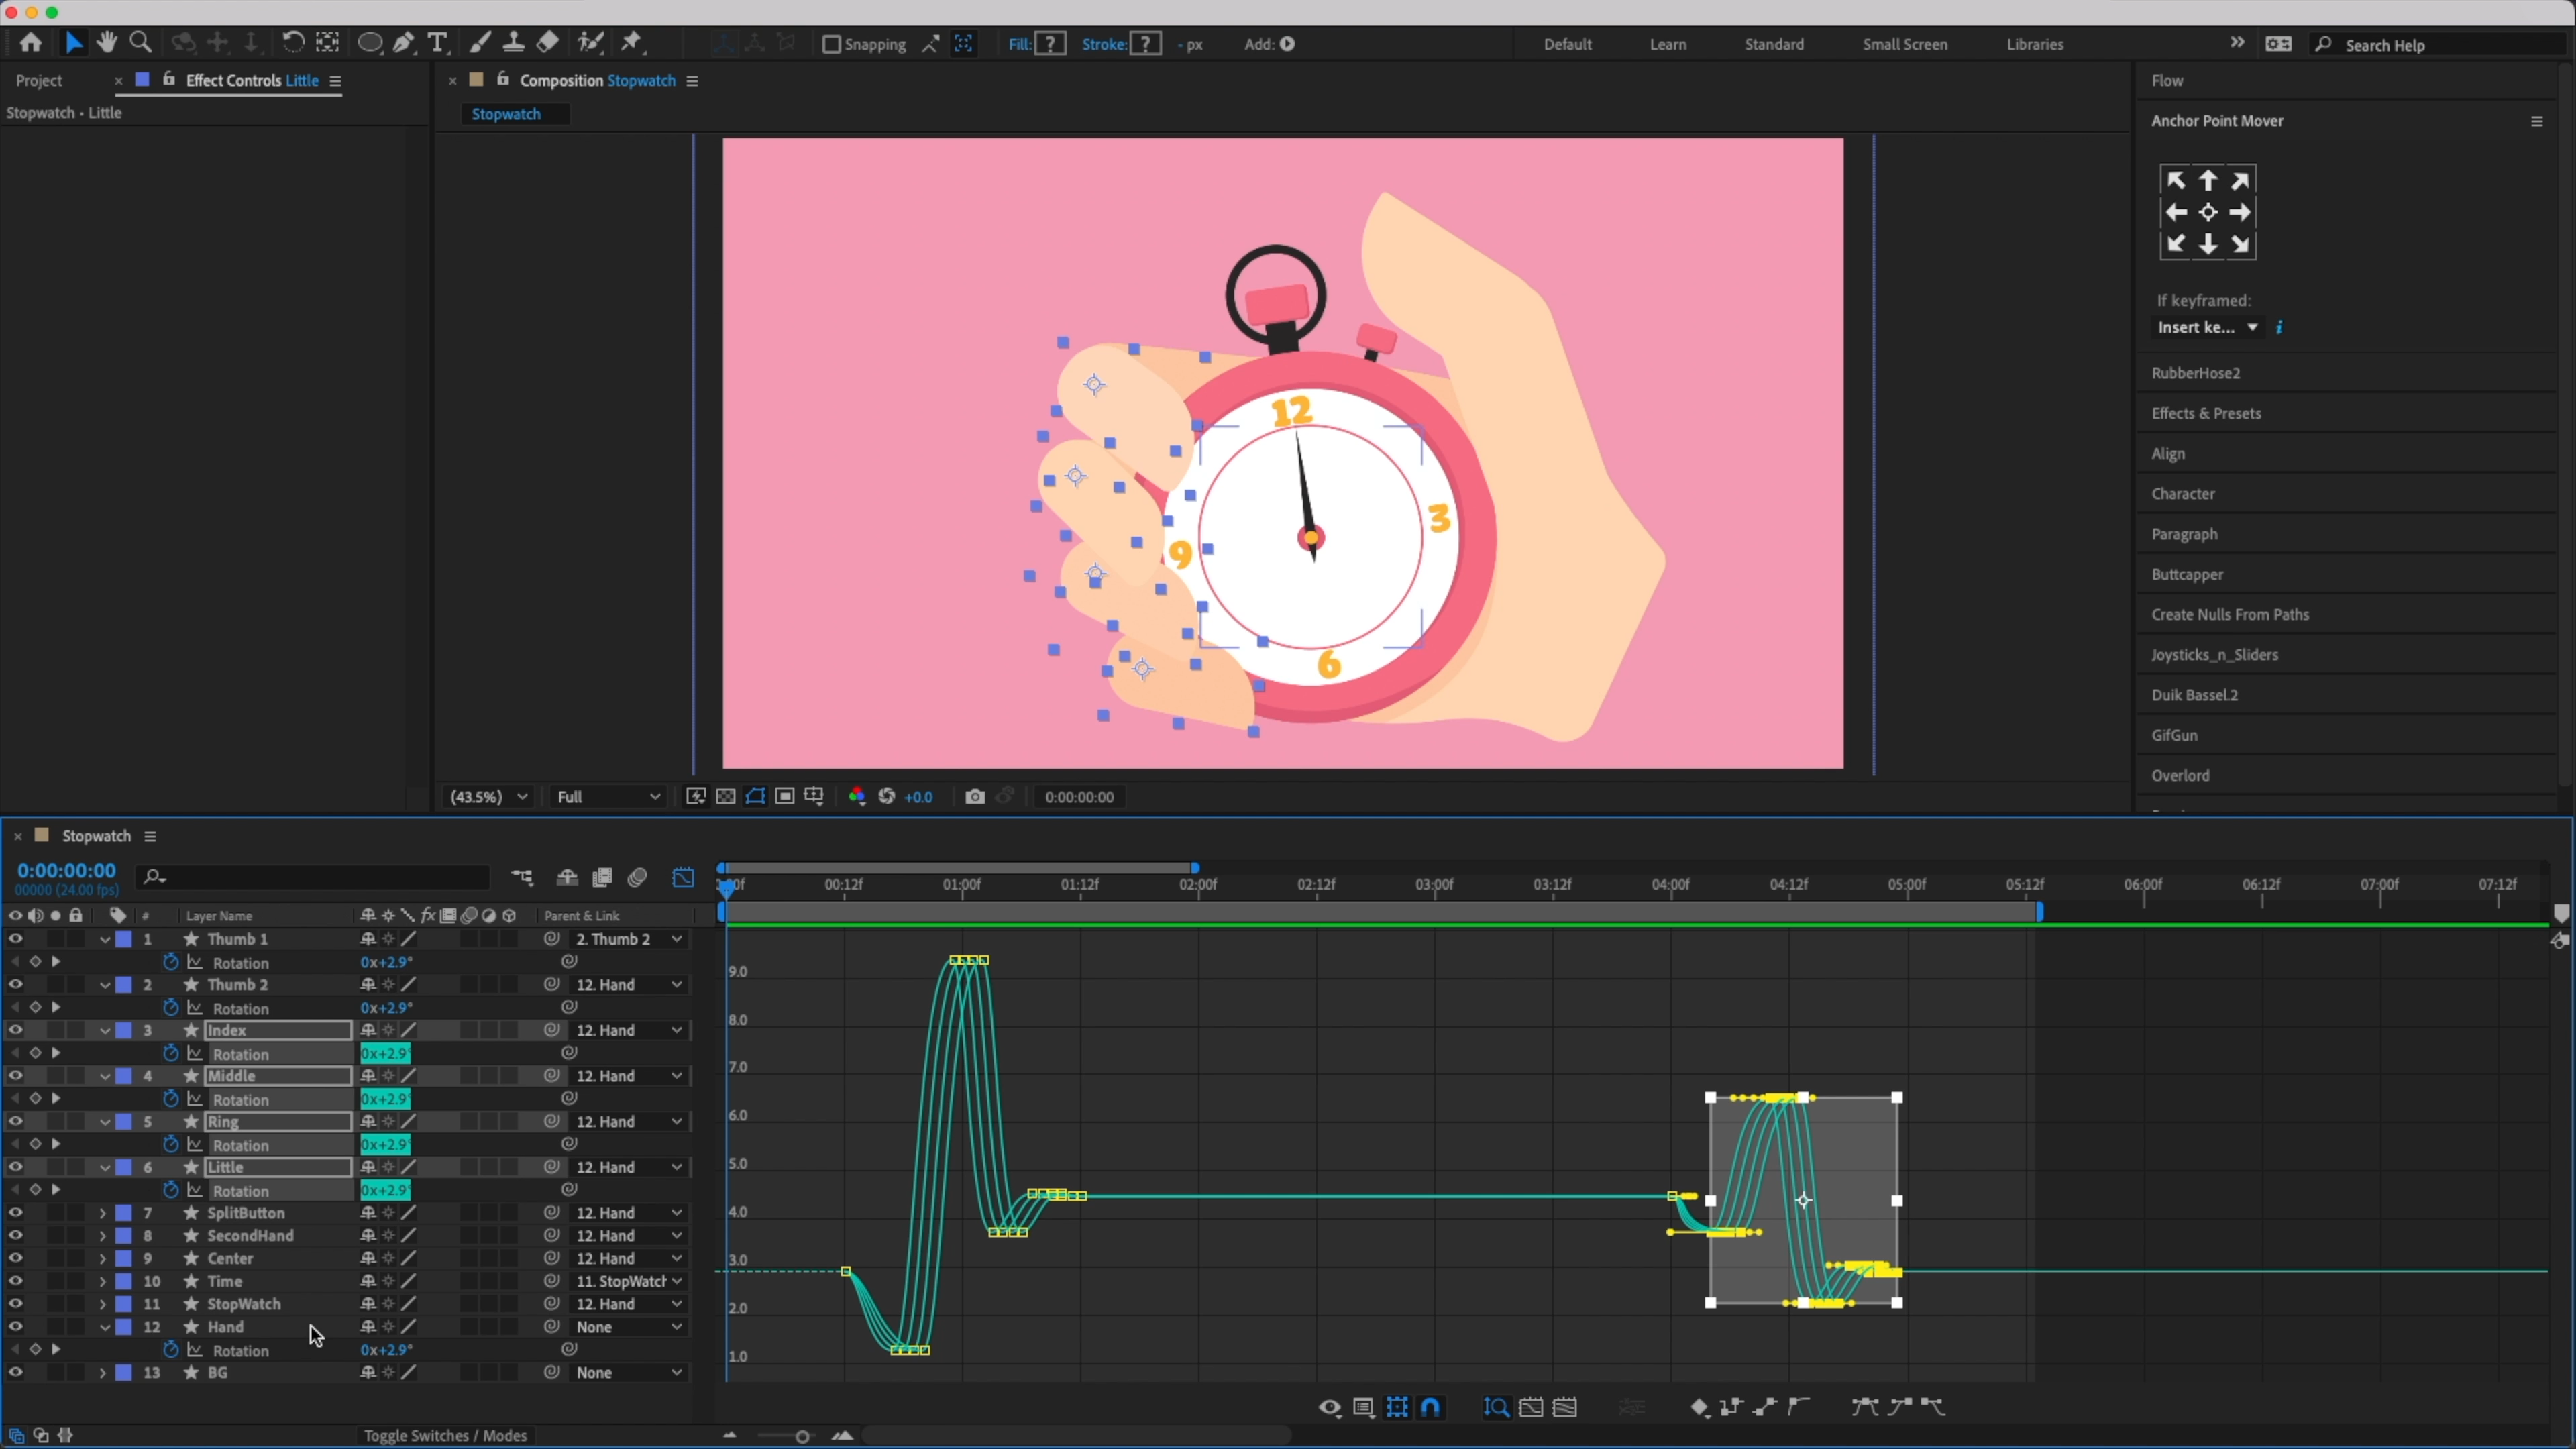 Snapping
Fill: ?
Stroke: ?
- px
Add:
Default
Learn
Standard
Small Screen
Libraries
Search Help
Project
Effect Controls Little
Composition Stopwatch
Stopwatch • Little
Stopwatch
12
3
6
9
(43.5%)
Full
+0.0
0:00:00:00
Flow
Anchor Point Mover
If keyframed:
Insert ke...
RubberHose2
Effects & Presets
Align
Character
Paragraph
Buttcapper
Create Nulls From Paths
Joysticks_n_Sliders
Duik Bassel.2
GifGun
Overlord
Stopwatch
0:00:00:00
00000 (24.00 fps)
00:12f 01:00f 01:12f 02:00f 02:12f 03:00f 03:12f 04:00f 04:12f 05:00f 05:12f 06:00f 06:12f 07:00f 07:12f
# Layer Name fx Parent & Link
1 Thumb 1 2. Thumb 2
Rotation 0x+2.9°
2 Thumb 2 12. Hand
Rotation 0x+2.9°
3 Index 12. Hand
Rotation 0x+2.9°
4 Middle 12. Hand
Rotation 0x+2.9°
5 Ring 12. Hand
Rotation 0x+2.9°
6 Little 12. Hand
Rotation 0x+2.9°
7 SplitButton 12. Hand
8 SecondHand 12. Hand
9 Center 12. Hand
10 Time 11. StopWatch
11 StopWatch 12. Hand
12 Hand None
Rotation 0x+2.9°
13 BG None
9.0
8.0
7.0
6.0
5.0
4.0
3.0
2.0
1.0
Toggle Switches / Modes